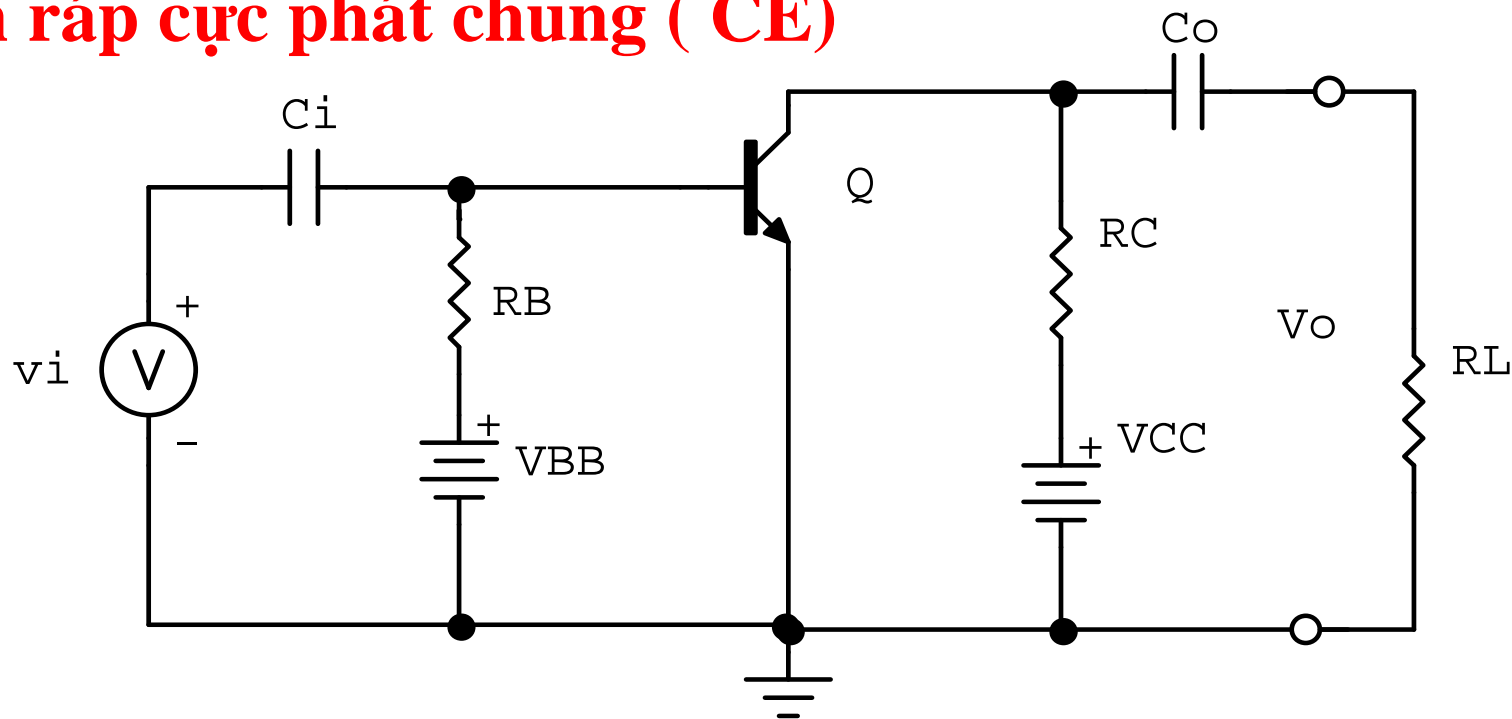 ráp cực phát chung ( CE)
Co
Ci
Q
RC
RB
Vo
+
vi
V
RL
+
VCC
+
VBB
-